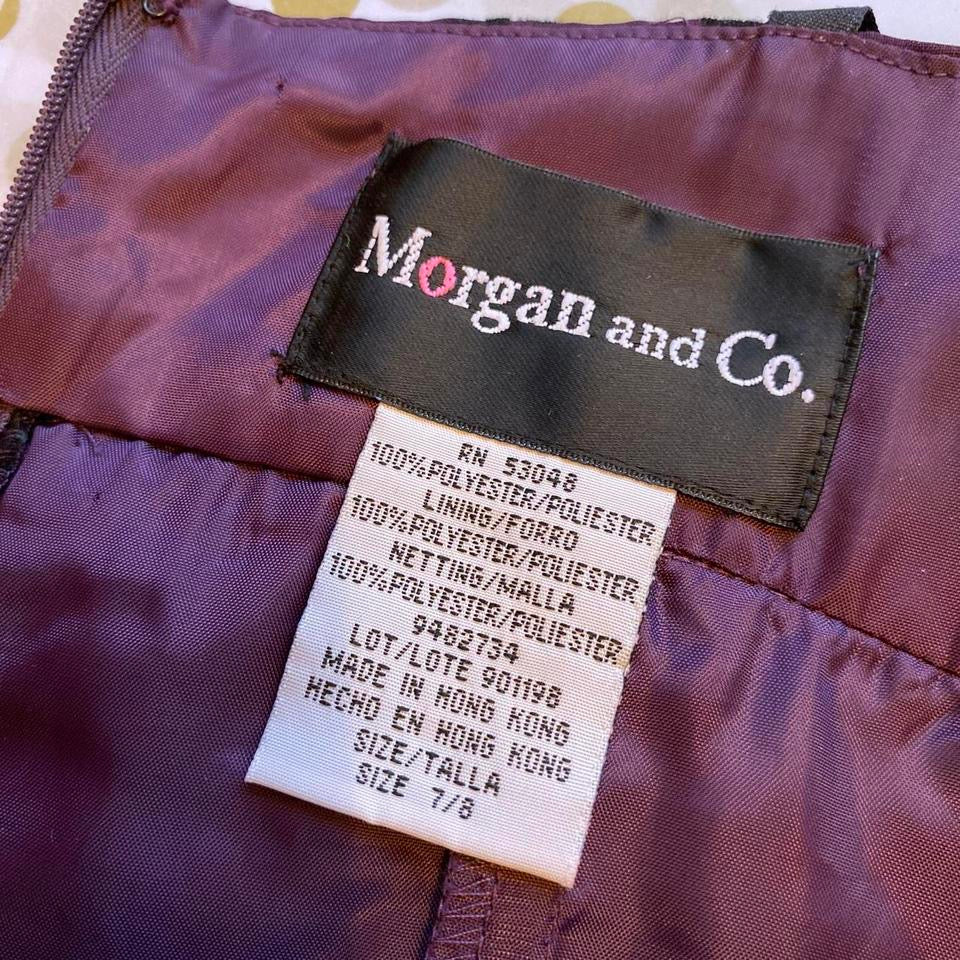 Morgan and Co.
RN 53048
100%POLYESTER/POLIESTER
LINING/FORRO
100%POLYESTER/POLIESTER
NETTING/MALLA
100%POLYESTER/POLIESTER
9482734
LOT/LOTE 901198
MADE IN HONG KONG
HECHO EN HONG KONG
SIZE/TALLA
SIZE 7/8